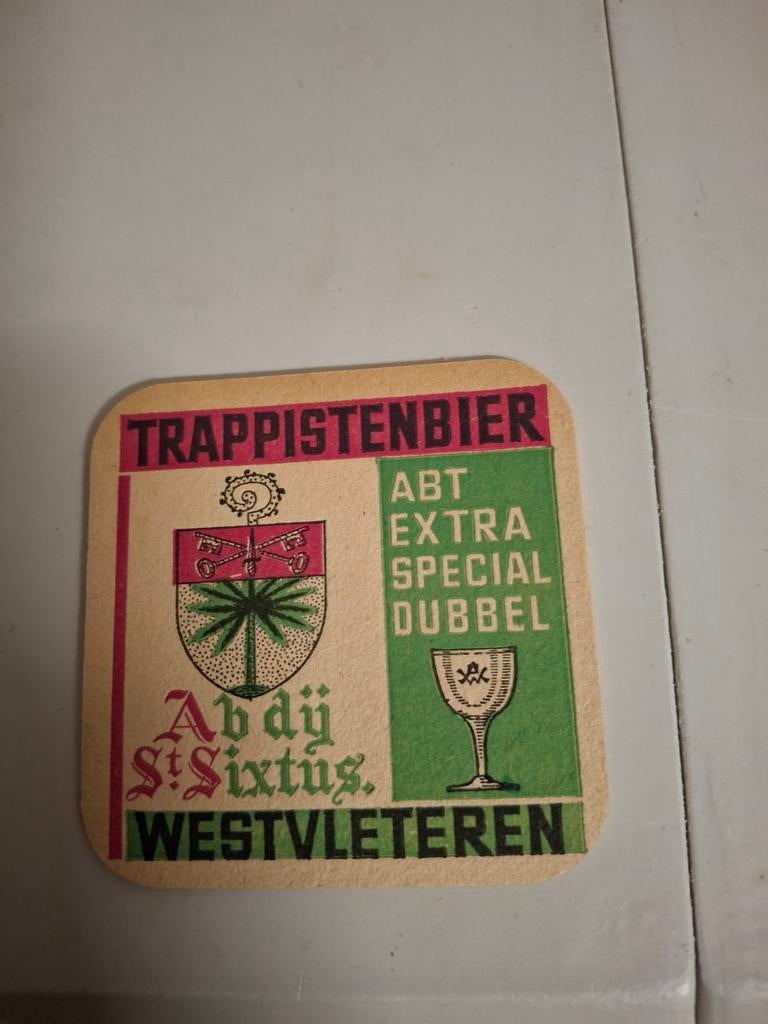 TRAPPISTENBIER
ABT
EXTRA
SPECIAL
DUBBEL
Abdij
St. Sixtus.
WESTVLETEREN